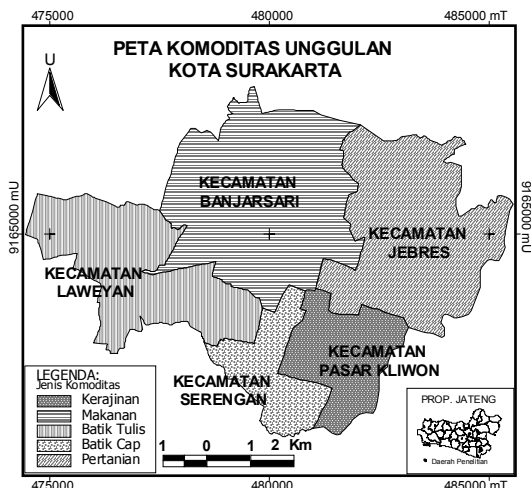 475000 480000 485000 mT
PETA KOMODITAS UNGGULAN
KOTA SURAKARTA
U
9165000 mU
9165000 mU
KECAMATAN
BANJARSARI
KECAMATAN
JEBRES
KECAMATAN
LAWEYAN
KECAMATAN
PASAR KLIWON
KECAMATAN
SERENGAN
LEGENDA:
Jenis Komoditas
Kerajinan
Makanan
Batik Tulis
Batik Cap
Pertanian
1 0 1 2 Km
PROP. JATENG
Daerah Penelitian
475000 480000 485000 mT